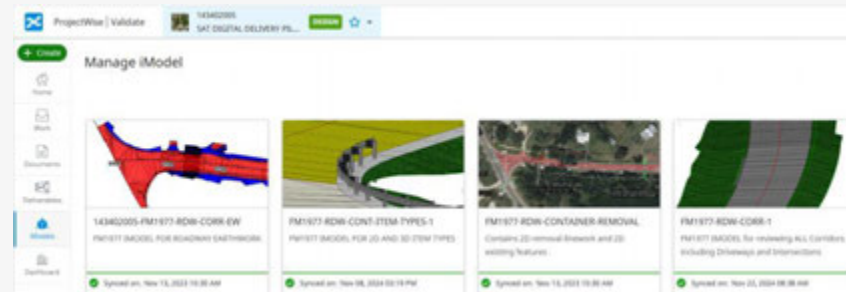 ProjectWise | Validate
143402005
SAT DIGITAL DELIVERY PS...
DESIGN
+ Create
Manage iModel
Home
Work
Documents
Deliverables
iModels
Dashboard
143402005-FM1977-RDW-CORR-EW
FM1977 IMODEL FOR ROADWAY EARTHWORK
Synced on: Nov 13, 2023 10:30 AM
FM1977-RDW-CONT-ITEM-TYPES-1
FM1977 IMODEL FOR 2D AND 3D ITEM TYPES
Synced on: Nov 08, 2024 03:19 PM
FM1977-RDW-CONTAINER-REMOVAL
Contains 2D removal linework and 2D
existing features.
Synced on: Nov 13, 2023 10:30 AM
FM1977-RDW-CORR-1
FM1977 IMODEL for reviewing ALL Corridors
including Driveways and Intersections
Synced on: Nov 22, 2024 08:38 AM